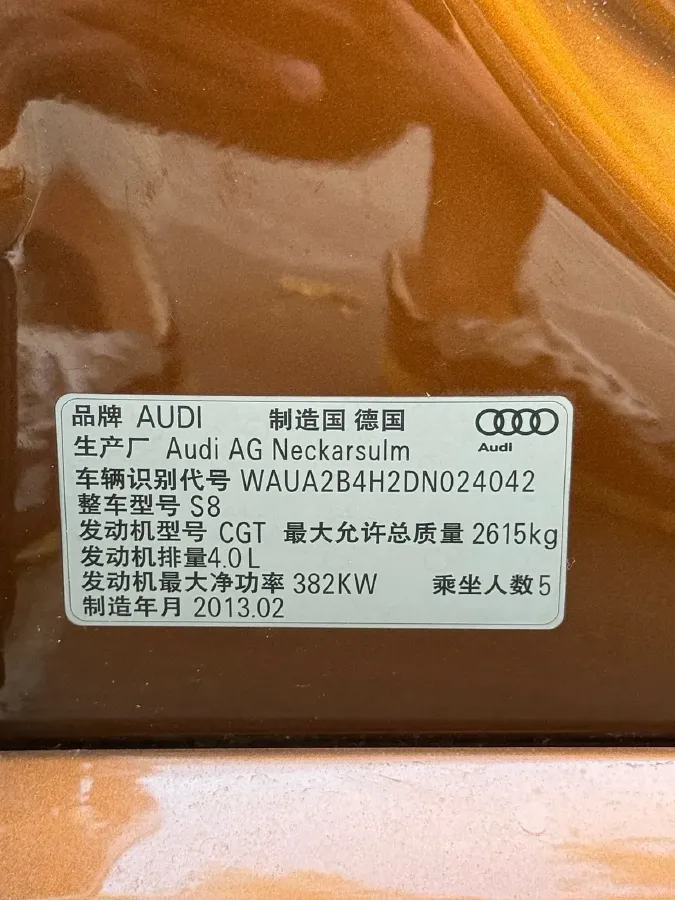 品牌 AUDI 制造国 德国
Audi
生产厂 Audi AG Neckarsulm
车辆识别代号 WAUA2B4H2DN024042
整车型号 S8
发动机型号 CGT 最大允许总质量 2615kg
发动机排量4.0L
发动机最大净功率 382KW 乘坐人数5
制造年月 2013.02